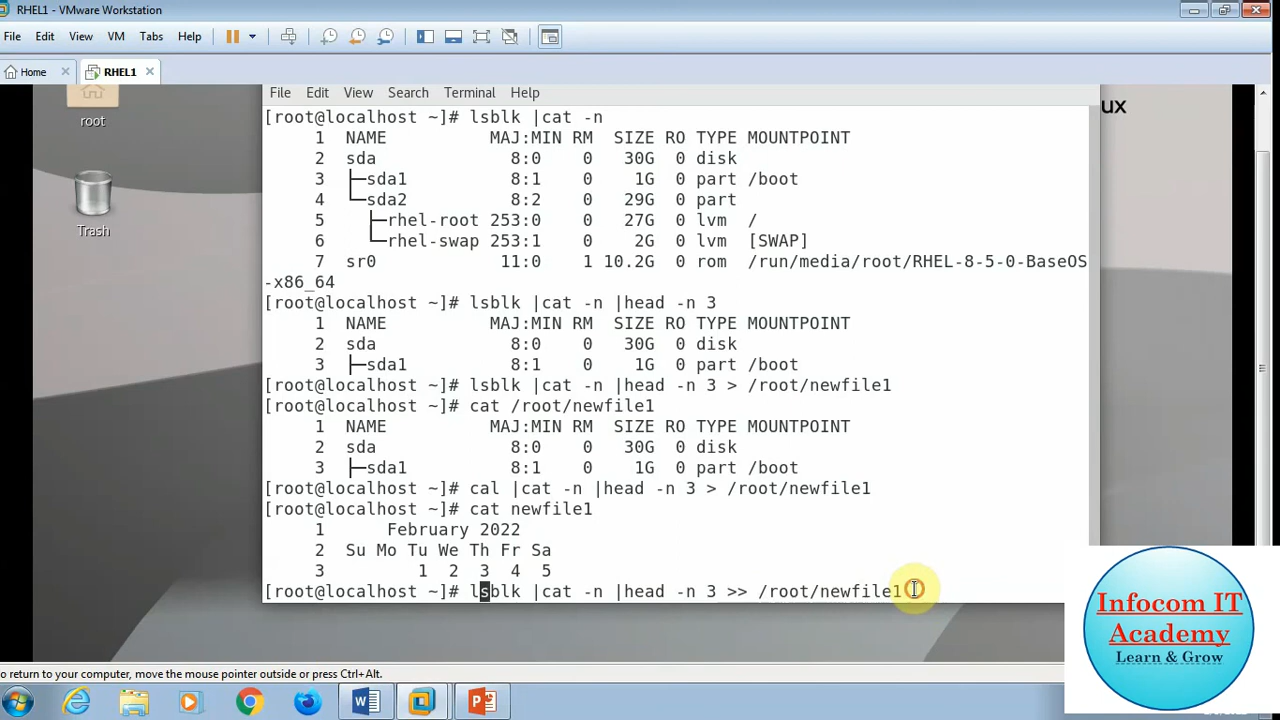 RHEL1 - VMware Workstation
File Edit View VM Tabs Help
Home RHEL1
File Edit View Search Terminal Help
root
Trash
ux
[root@localhost ~]# lsblk |cat -n
1 NAME MAJ:MIN RM SIZE RO TYPE MOUNTPOINT
2 sda 8:0 0 30G 0 disk
3 ├─sda1 8:1 0 1G 0 part /boot
4 └─sda2 8:2 0 29G 0 part
5 ├─rhel-root 253:0 0 27G 0 lvm /
6 └─rhel-swap 253:1 0 2G 0 lvm [SWAP]
7 sr0 11:0 1 10.2G 0 rom /run/media/root/RHEL-8-5-0-BaseOS
-x86_64
[root@localhost ~]# lsblk |cat -n |head -n 3
1 NAME MAJ:MIN RM SIZE RO TYPE MOUNTPOINT
2 sda 8:0 0 30G 0 disk
3 ├─sda1 8:1 0 1G 0 part /boot
[root@localhost ~]# lsblk |cat -n |head -n 3 > /root/newfile1
[root@localhost ~]# cat /root/newfile1
1 NAME MAJ:MIN RM SIZE RO TYPE MOUNTPOINT
2 sda 8:0 0 30G 0 disk
3 ├─sda1 8:1 0 1G 0 part /boot
[root@localhost ~]# cal |cat -n |head -n 3 > /root/newfile1
[root@localhost ~]# cat newfile1
1 February 2022
2 Su Mo Tu We Th Fr Sa
3 1 2 3 4 5
[root@localhost ~]# lsblk |cat -n |head -n 3 >> /root/newfile1
Infocom IT
Academy
Learn & Grow
o return to your computer, move the mouse pointer outside or press Ctrl+Alt.